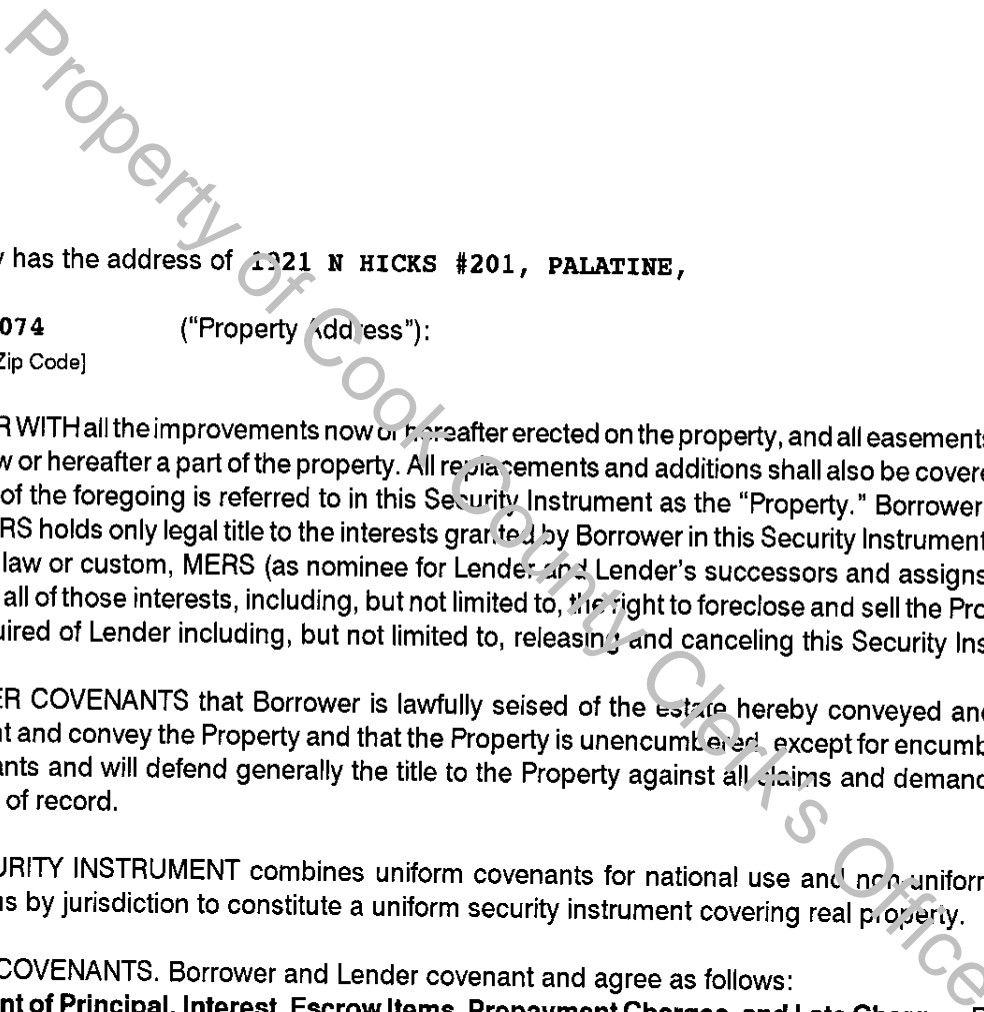 Property of Cook County Clerk's Office
y has the address of N HICKS #201, PALATINE,
074 ("Property Address"):
Zip Code]
R WITH all the improvements now or hereafter erected on the property, and all easements
w or hereafter a part of the property. All replacements and additions shall also be covere
of the foregoing is referred to in this Security Instrument as the "Property." Borrower
RS holds only legal title to the interests granted by Borrower in this Security Instrument
law or custom, MERS (as nominee for Lender and Lender's successors and assigns
all of those interests, including, but not limited to, the right to foreclose and sell the Pro
uired of Lender including, but not limited to, releasing and canceling this Security Ins
ER COVENANTS that Borrower is lawfully seised of the estate hereby conveyed and
nt and convey the Property and that the Property is unencumbered, except for encumb
ants and will defend generally the title to the Property against all claims and demand
of record.
URITY INSTRUMENT combines uniform covenants for national use and non-uniform
ns by jurisdiction to constitute a uniform security instrument covering real property.
COVENANTS. Borrower and Lender covenant and agree as follows:
nt of Principal, Interest, Escrow Items, Prepayment Charges, and Late Charges.